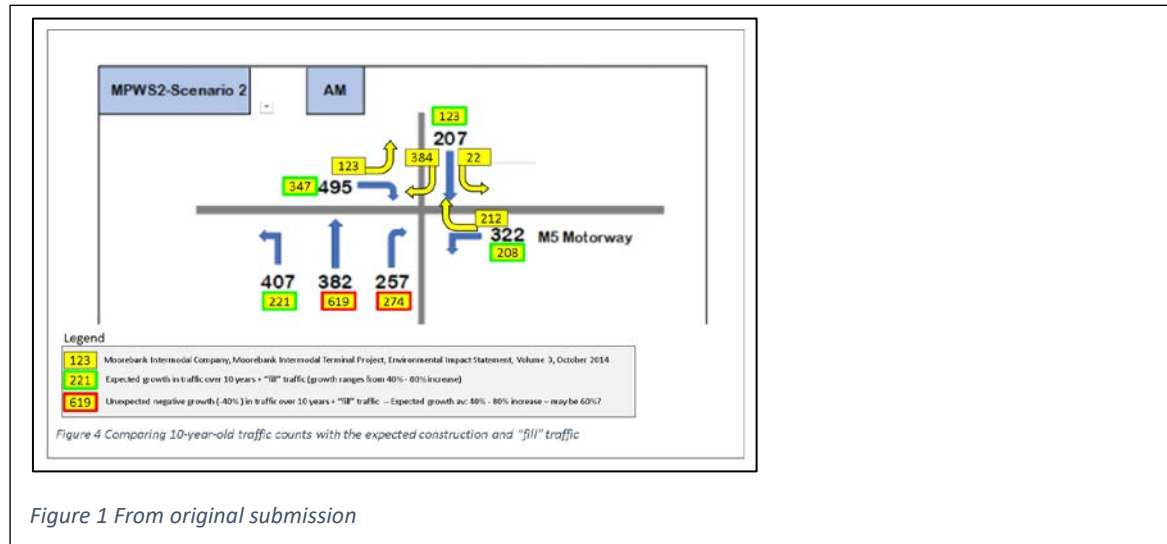 MPWS2-Scenario 2
AM
123
207
123
384
22
347
495
212
322
M5 Motorway
208
407
382
257
221
619
274
Legend
123 Moorebank Intermodal Company, Moorebank Intermodal Terminal Project, Environmental Impact Statement, Volume 3, October 2014
221 Expected growth in traffic over 10 years + "fill" traffic (growth ranges from 40% - 80% increase)
619 Unexpected negative growth (-40%) in traffic over 10 years + "fill" traffic – Expected growth av: 40% - 80% increase – may be 60%?
Figure 4 Comparing 10-year-old traffic counts with the expected construction and "fill" traffic
Figure 1 From original submission